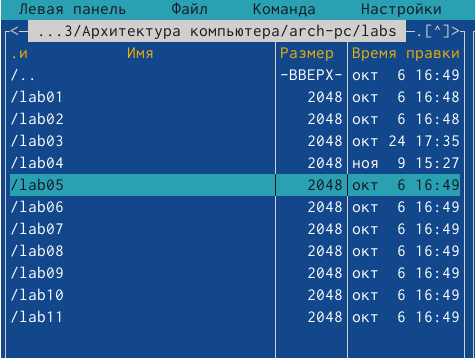 Левая панель Файл Команда Настройки
<— ...3/Архитектура компьютера/arch-pc/labs —.[^]>
.и Имя Размер Время правки
/.. -ВВЕРХ- окт 6 16:49
/lab01 2048 окт 6 16:48
/lab02 2048 окт 6 16:48
/lab03 2048 окт 24 17:35
/lab04 2048 ноя 9 15:27
/lab05 2048 окт 6 16:49
/lab06 2048 окт 6 16:49
/lab07 2048 окт 6 16:49
/lab08 2048 окт 6 16:49
/lab09 2048 окт 6 16:49
/lab10 2048 окт 6 16:49
/lab11 2048 окт 6 16:49